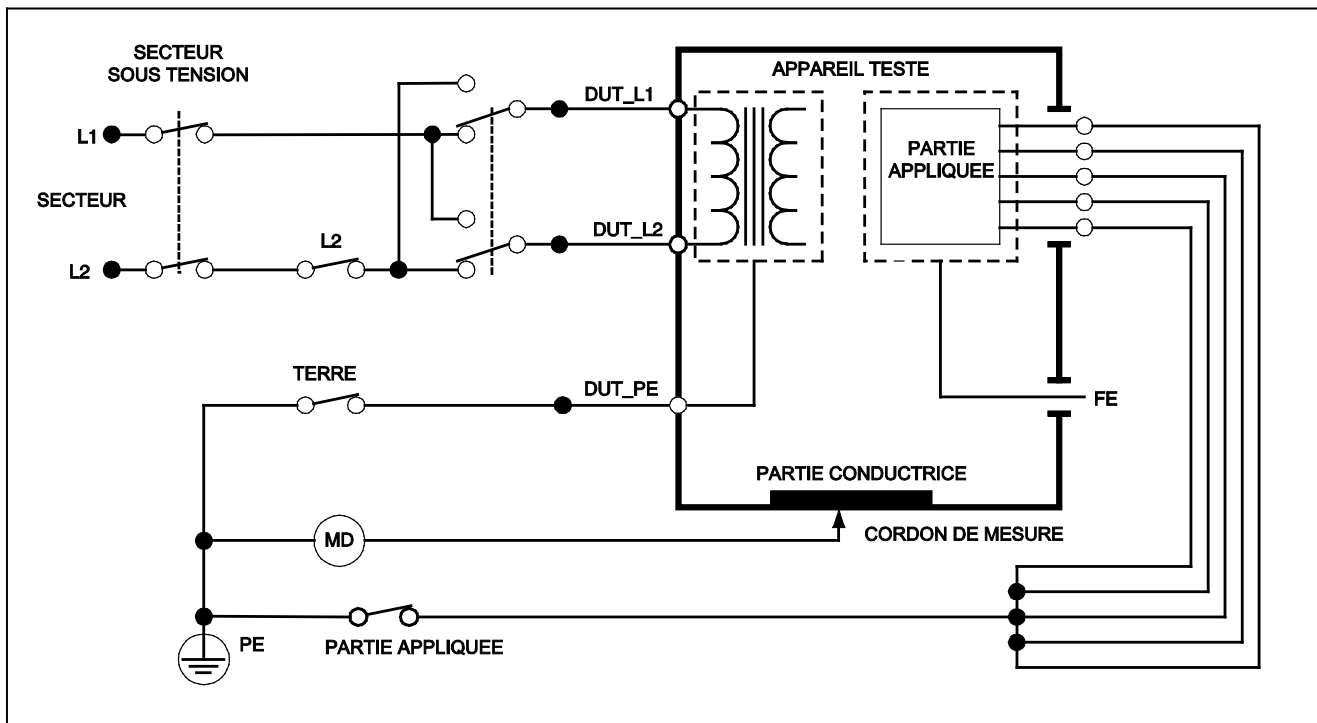 SECTEUR
SOUS TENSION
L1
SECTEUR
L2
L2
DUT_L1
DUT_L2
APPAREIL TESTE
PARTIE
APPLIQUEE
TERRE
DUT_PE
FE
PARTIE CONDUCTRICE
CORDON DE MESURE
MD
PE
PARTIE APPLIQUEE